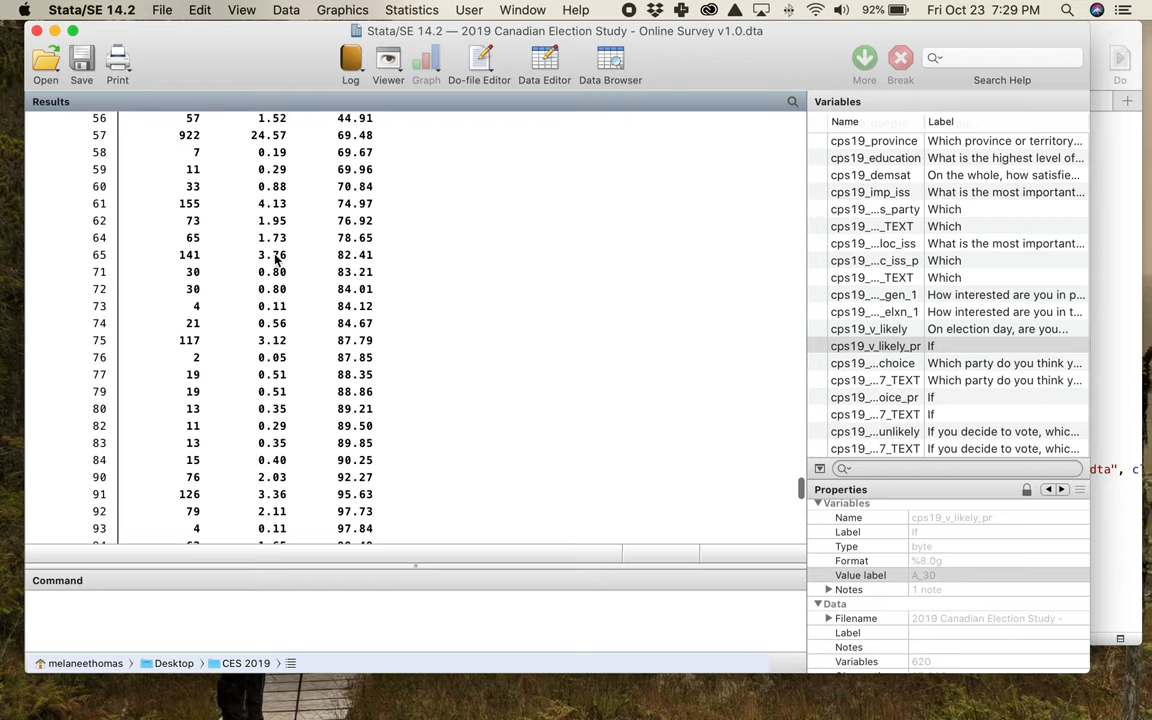 Stata/SE 14.2 File Edit View Data Graphics Statistics User Window Help 92% Fri Oct 23 7:29 PM
Stata/SE 14.2 — 2019 Canadian Election Study - Online Survey v1.0.dta
Open Save Print Log Viewer Graph Do-file Editor Data Editor Data Browser More Break Search Help Do
Results
56 57 1.52 44.91
57 922 24.57 69.48
58 7 0.19 69.67
59 11 0.29 69.96
60 33 0.88 70.84
61 155 4.13 74.97
62 73 1.95 76.92
64 65 1.73 78.65
65 141 3.76 82.41
71 30 0.80 83.21
72 30 0.80 84.01
73 4 0.11 84.12
74 21 0.56 84.67
75 117 3.12 87.79
76 2 0.05 87.85
77 19 0.51 88.35
79 19 0.51 88.86
80 13 0.35 89.21
82 11 0.29 89.50
83 13 0.35 89.85
84 15 0.40 90.25
90 76 2.03 92.27
91 126 3.36 95.63
92 79 2.11 97.73
93 4 0.11 97.84
Command
melaneethomas Desktop CES 2019
Variables
Name Label
cps19_province Which province or territory...
cps19_education What is the highest level of...
cps19_demsat On the whole, how satisfie...
cps19_imp_iss What is the most important...
cps19_...s_party Which
cps19_..._TEXT Which
cps19_...loc_iss What is the most important...
cps19_...c_iss_p Which
cps19_..._TEXT Which
cps19_..._gen_1 How interested are you in p...
cps19_..._elxn_1 How interested are you in t...
cps19_v_likely On election day, are you...
cps19_v_likely_pr If
cps19_...choice Which party do you think y...
cps19_...7_TEXT Which party do you think y...
cps19_...oice_pr If
cps19_...7_TEXT If
cps19_...unlikely If you decide to vote, whic...
cps19_...7_TEXT If you decide to vote, whic...
Properties
Variables
Name cps19_v_likely_pr
Label If
Type byte
Format %8.0g
Value label A_30
Notes 1 note
Data
Filename 2019 Canadian Election Study -
Label
Notes
Variables 620
dta", c